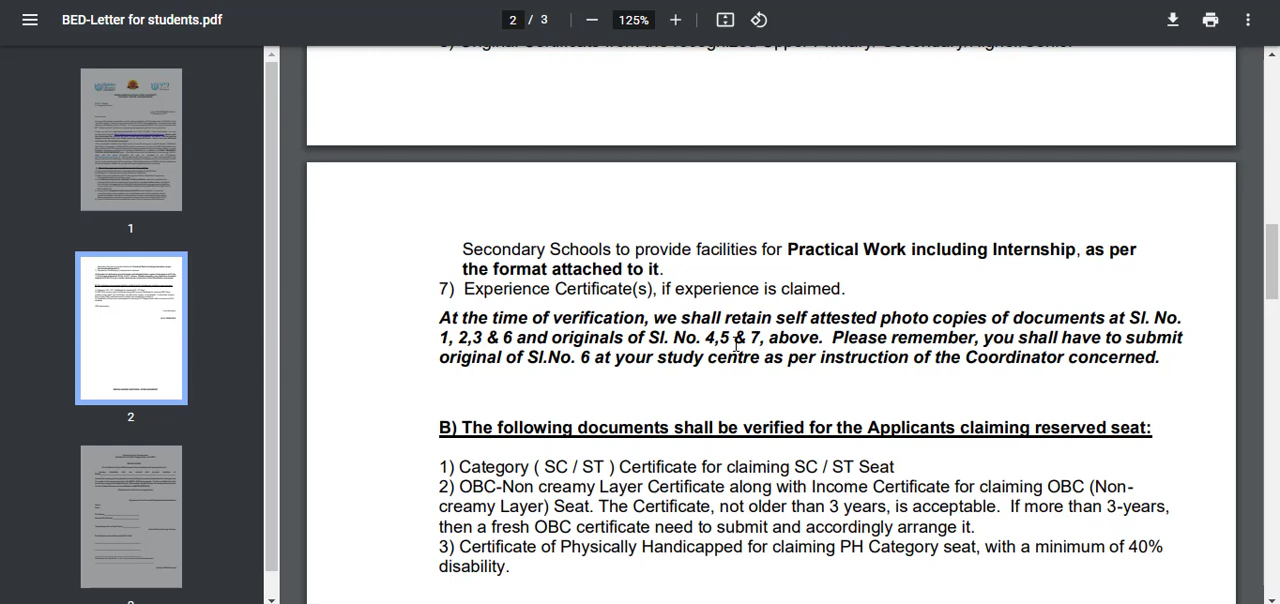 BED-Letter for students.pdf
2 / 3
125%
1
2
Secondary Schools to provide facilities for Practical Work including Internship, as per
the format attached to it.
7) Experience Certificate(s), if experience is claimed.
At the time of verification, we shall retain self attested photo copies of documents at Sl. No.
1, 2,3 & 6 and originals of Sl. No. 4,5 & 7, above. Please remember, you shall have to submit
original of Sl.No. 6 at your study centre as per instruction of the Coordinator concerned.
B) The following documents shall be verified for the Applicants claiming reserved seat:
1) Category ( SC / ST ) Certificate for claiming SC / ST Seat
2) OBC-Non creamy Layer Certificate along with Income Certificate for claiming OBC (Non-
creamy Layer) Seat. The Certificate, not older than 3 years, is acceptable. If more than 3-years,
then a fresh OBC certificate need to submit and accordingly arrange it.
3) Certificate of Physically Handicapped for claiming PH Category seat, with a minimum of 40%
disability.